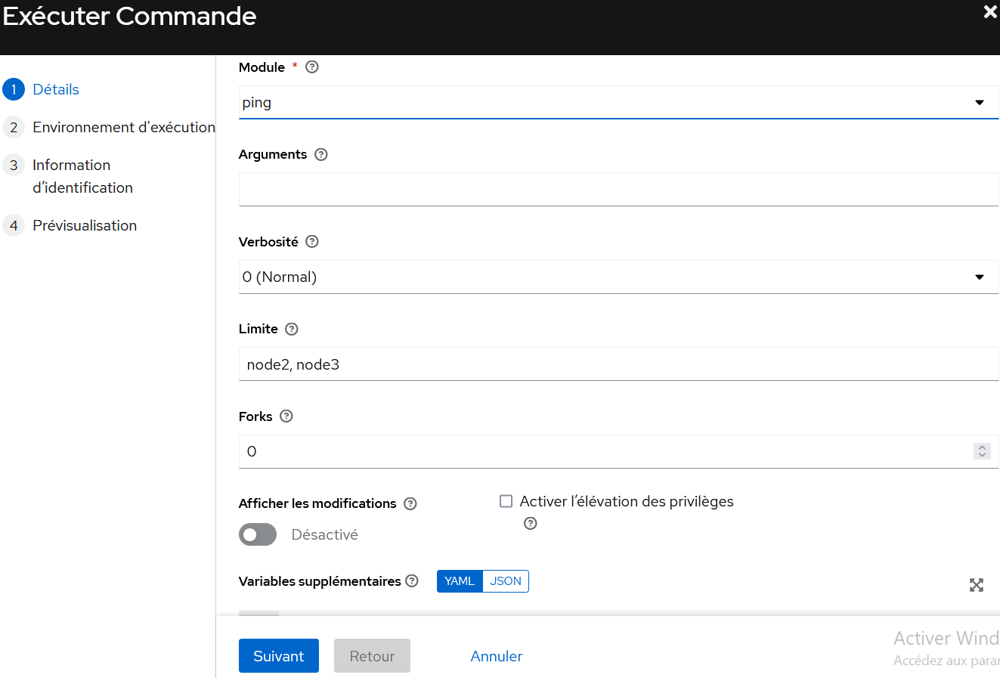 Exécuter Commande
1 Détails
2 Environnement d'exécution
3 Information
d’identification
4 Prévisualisation
Module *
ping
Arguments
Verbosité
0 (Normal)
Limite
node2, node3
Forks
0
Afficher les modifications
Désactivé
Activer l’élévation des privilèges
Variables supplémentaires
YAML JSON
Suivant Retour Annuler
Activer Wind
Accédez aux parar